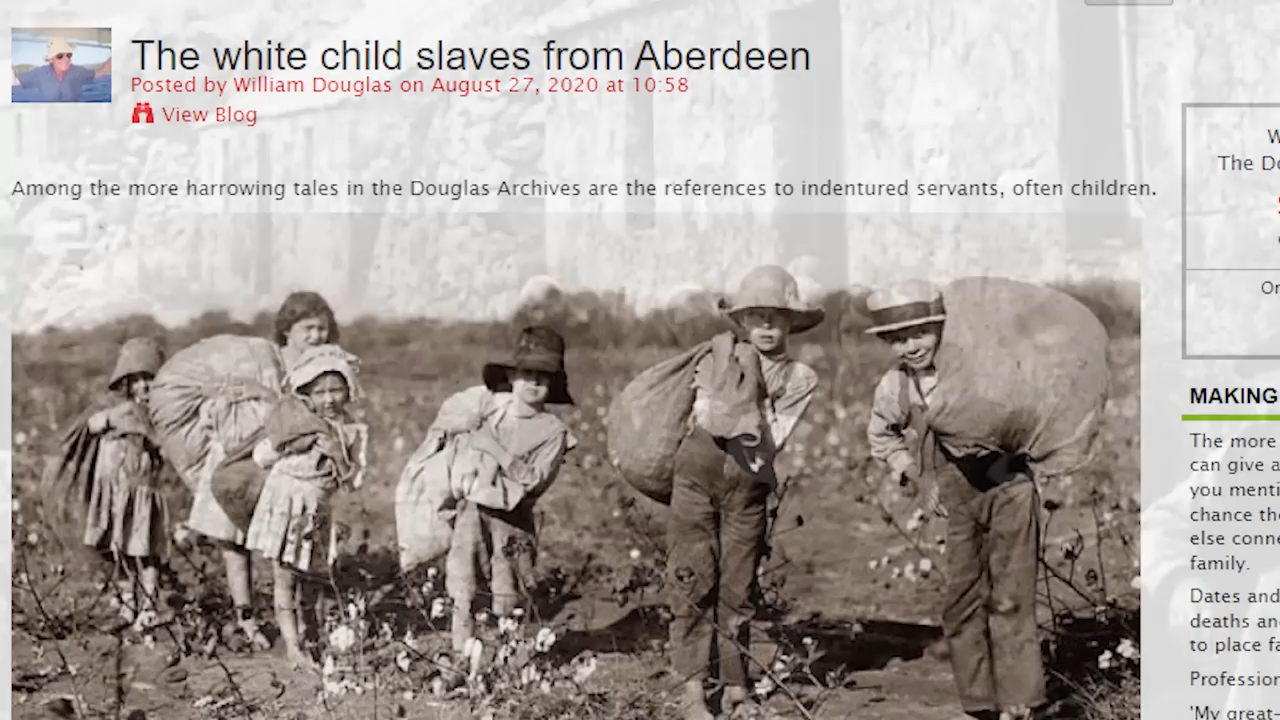 The white child slaves from Aberdeen
Posted by William Douglas on August 27, 2020 at 10:58
View Blog
Among the more harrowing tales in the Douglas Archives are the references to indentured servants, often children.
W
The Do
Or
MAKING
The more
can give a
you menti
chance the
else conne
family.
Dates and
deaths an
to place fa
Profession
'My great-